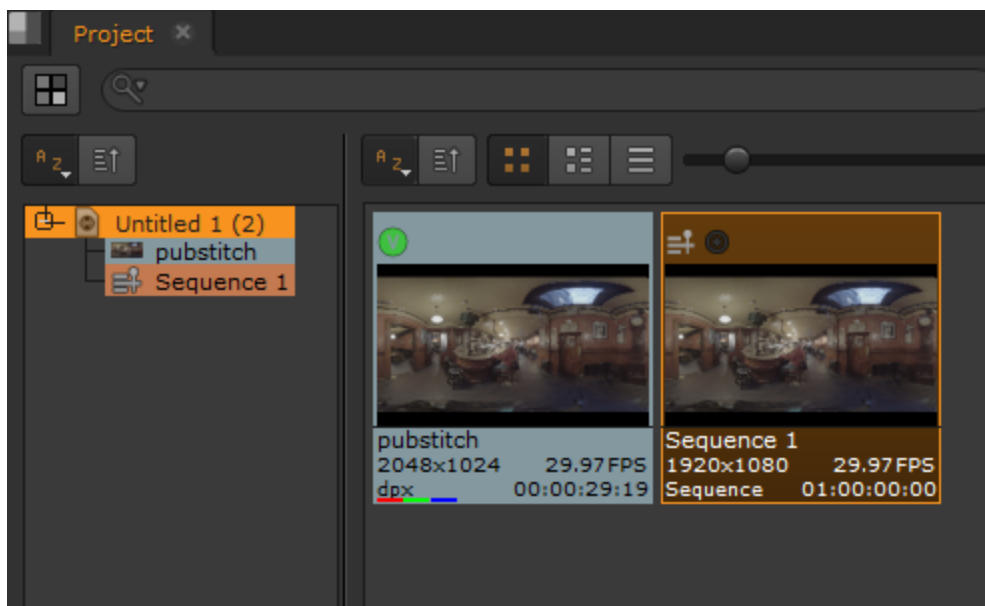 Project
A Z
A Z
Untitled 1 (2)
pubstitch
Sequence 1
V
pubstitch
2048x1024 29.97FPS
dpx 00:00:29:19
Sequence 1
1920x1080 29.97FPS
Sequence 01:00:00:00